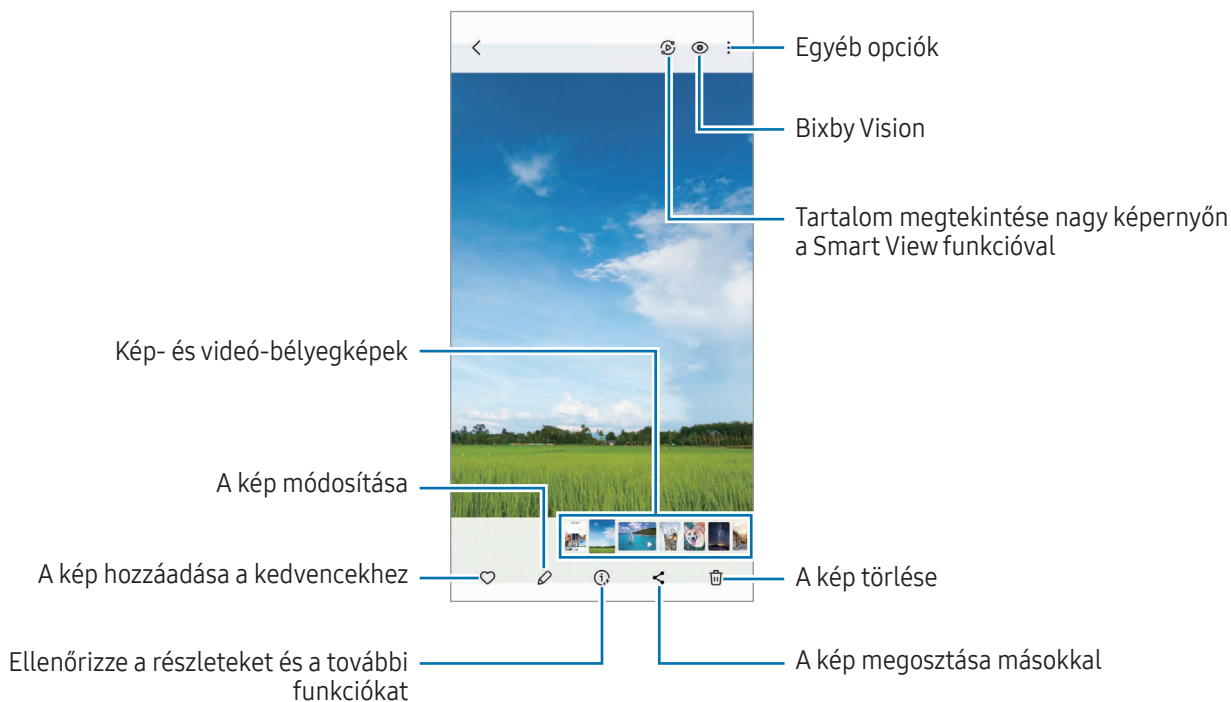 Egyéb opciók
Bixby Vision
Tartalom megtekintése nagy képernyőn
a Smart View funkcióval
Kép- és videó-bélyegképek
A kép módosítása
A kép hozzáadása a kedvencekhez
A kép törlése
Ellenőrizze a részleteket és a további
funkciókat
A kép megosztása másokkal